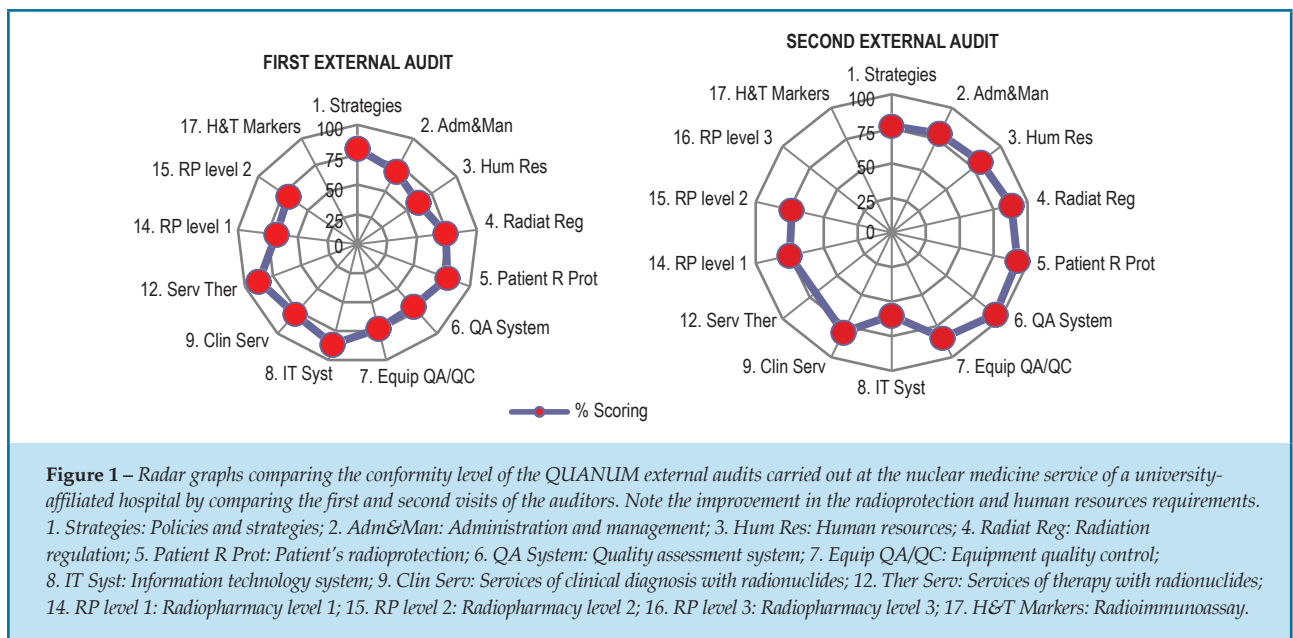 FIRST EXTERNAL AUDIT
1. Strategies
2. Adm&Man
3. Hum Res
4. Radiat Reg
5. Patient R Prot
6. QA System
7. Equip QA/QC
8. IT Syst
9. Clin Serv
12. Serv Ther
14. RP level 1
15. RP level 2
17. H&T Markers
100
75
50
25
0
SECOND EXTERNAL AUDIT
1. Strategies
2. Adm&Man
3. Hum Res
4. Radiat Reg
5. Patient R Prot
6. QA System
7. Equip QA/QC
8. IT Syst
9. Clin Serv
12. Serv Ther
14. RP level 1
15. RP level 2
16. RP level 3
17. H&T Markers
100
75
50
25
0
% Scoring
Figure 1 – Radar graphs comparing the conformity level of the QUANUM external audits carried out at the nuclear medicine service of a university-
affiliated hospital by comparing the first and second visits of the auditors. Note the improvement in the radioprotection and human resources requirements.
1. Strategies: Policies and strategies; 2. Adm&Man: Administration and management; 3. Hum Res: Human resources; 4. Radiat Reg: Radiation
regulation; 5. Patient R Prot: Patient's radioprotection; 6. QA System: Quality assessment system; 7. Equip QA/QC: Equipment quality control;
8. IT Syst: Information technology system; 9. Clin Serv: Services of clinical diagnosis with radionuclides; 12. Ther Serv: Services of therapy with radionuclides;
14. RP level 1: Radiopharmacy level 1; 15. RP level 2: Radiopharmacy level 2; 16. RP level 3: Radiopharmacy level 3; 17. H&T Markers: Radioimmunoassay.